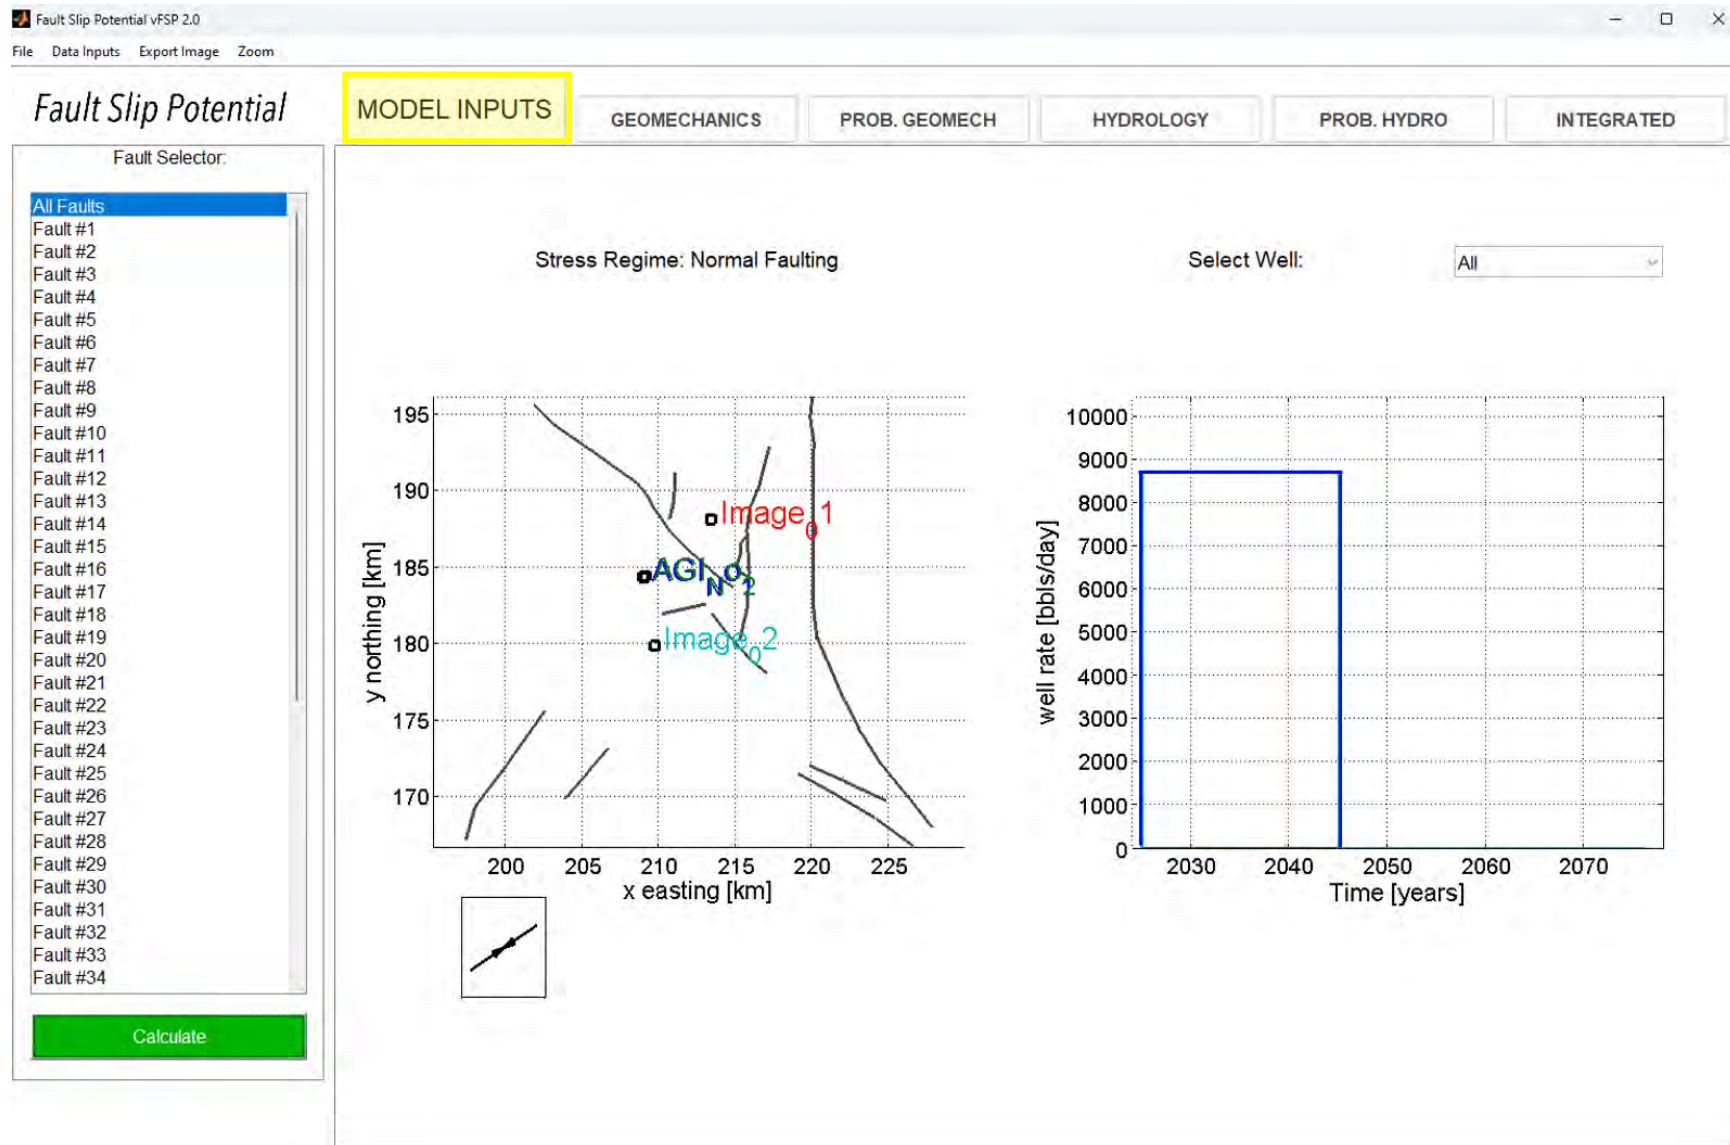 Fault Slip Potential vFSP 2.0
File Data Inputs Export Image Zoom
Fault Slip Potential
MODEL INPUTS
GEOMECHANICS
PROB. GEOMECH
HYDROLOGY
PROB. HYDRO
INTEGRATED
Fault Selector:
All Faults
Fault #1
Fault #2
Fault #3
Fault #4
Fault #5
Fault #6
Fault #7
Fault #8
Fault #9
Fault #10
Fault #11
Fault #12
Fault #13
Fault #14
Fault #15
Fault #16
Fault #17
Fault #18
Fault #19
Fault #20
Fault #21
Fault #22
Fault #23
Fault #24
Fault #25
Fault #26
Fault #27
Fault #28
Fault #29
Fault #30
Fault #31
Fault #32
Fault #33
Fault #34
Calculate
Stress Regime: Normal Faulting
195
190
185
180
175
170
y northing [km]
Image01
AGINo
Image02
200 205 210 215 220 225
x easting [km]
Select Well:
All
10000
9000
8000
7000
6000
5000
4000
3000
2000
1000
0
well rate [bbls/day]
2030 2040 2050 2060 2070
Time [years]